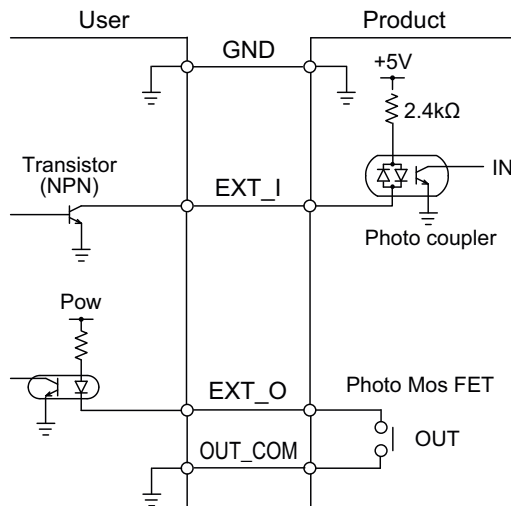 User
Product
GND
+5V
2.4kΩ
Transistor
(NPN)
EXT_I
IN
Photo coupler
Pow
EXT_O
Photo Mos FET
OUT
OUT_COM